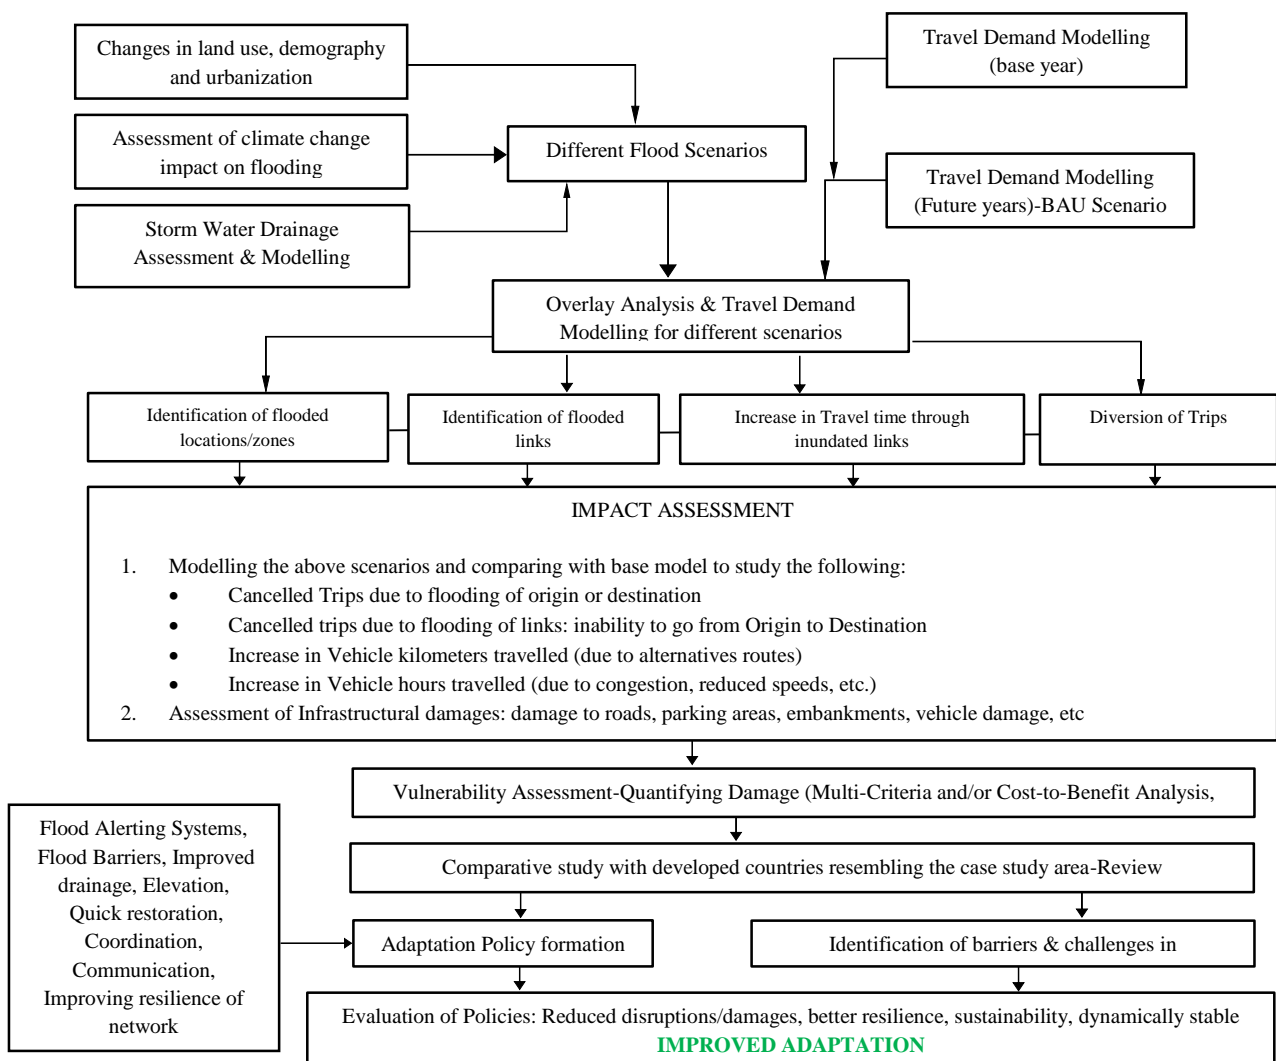 Changes in land use, demography
and urbanization
Travel Demand Modelling
(base year)
Assessment of climate change
impact on flooding
Different Flood Scenarios
Travel Demand Modelling
(Future years)-BAU Scenario
Storm Water Drainage
Assessment & Modelling
Overlay Analysis & Travel Demand
Modelling for different scenarios
Identification of flooded
locations/zones
Identification of flooded
links
Increase in Travel time through
inundated links
Diversion of Trips
IMPACT ASSESSMENT
1. Modelling the above scenarios and comparing with base model to study the following:
• Cancelled Trips due to flooding of origin or destination
• Cancelled trips due to flooding of links: inability to go from Origin to Destination
• Increase in Vehicle kilometers travelled (due to alternatives routes)
• Increase in Vehicle hours travelled (due to congestion, reduced speeds, etc.)
2. Assessment of Infrastructural damages: damage to roads, parking areas, embankments, vehicle damage, etc
Vulnerability Assessment-Quantifying Damage (Multi-Criteria and/or Cost-to-Benefit Analysis,
Comparative study with developed countries resembling the case study area-Review
Flood Alerting Systems,
Flood Barriers, Improved
drainage, Elevation,
Quick restoration,
Coordination,
Communication,
Improving resilience of
network
Adaptation Policy formation
Identification of barriers & challenges in
Evaluation of Policies: Reduced disruptions/damages, better resilience, sustainability, dynamically stable
IMPROVED ADAPTATION